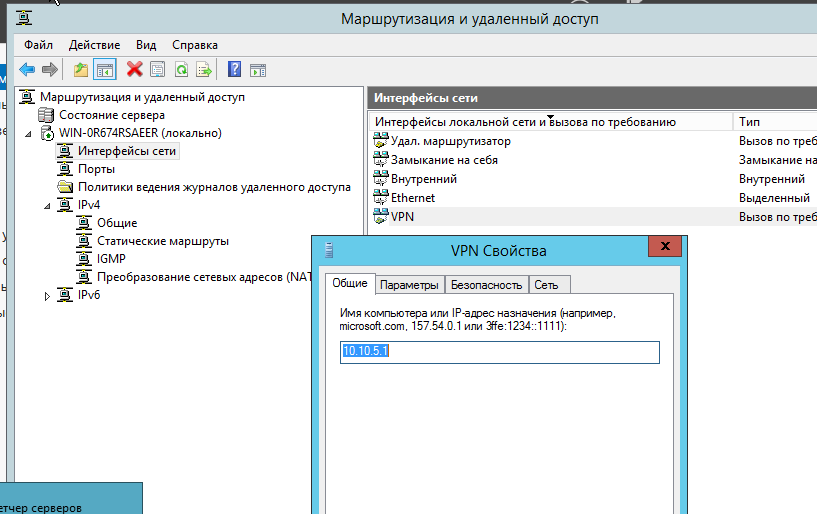 Маршрутизация и удаленный доступ
Файл Действие Вид Справка
Маршрутизация и удаленный доступ
Состояние сервера
WIN-0R674RSAEER (локально)
Интерфейсы сети
Порты
Политики ведения журналов удаленного доступа
IPv4
Общие
Статические маршруты
IGMP
Преобразование сетевых адресов (NAT
IPv6
Интерфейсы сети
Интерфейсы локальной сети и вызова по требованию Тип
Удал. маршрутизатор Вызов по треб
Замыкание на себя Замыкание на
Внутренний Внутренний
Ethernet Выделенный
VPN Вызов по треб
VPN Свойства
x
Общие Параметры Безопасность Сеть
Имя компьютера или IP-адрес назначения (например,
microsoft.com, 157.54.0.1 или 3ffe:1234::1111):
10.10.5.1
етчер серверов